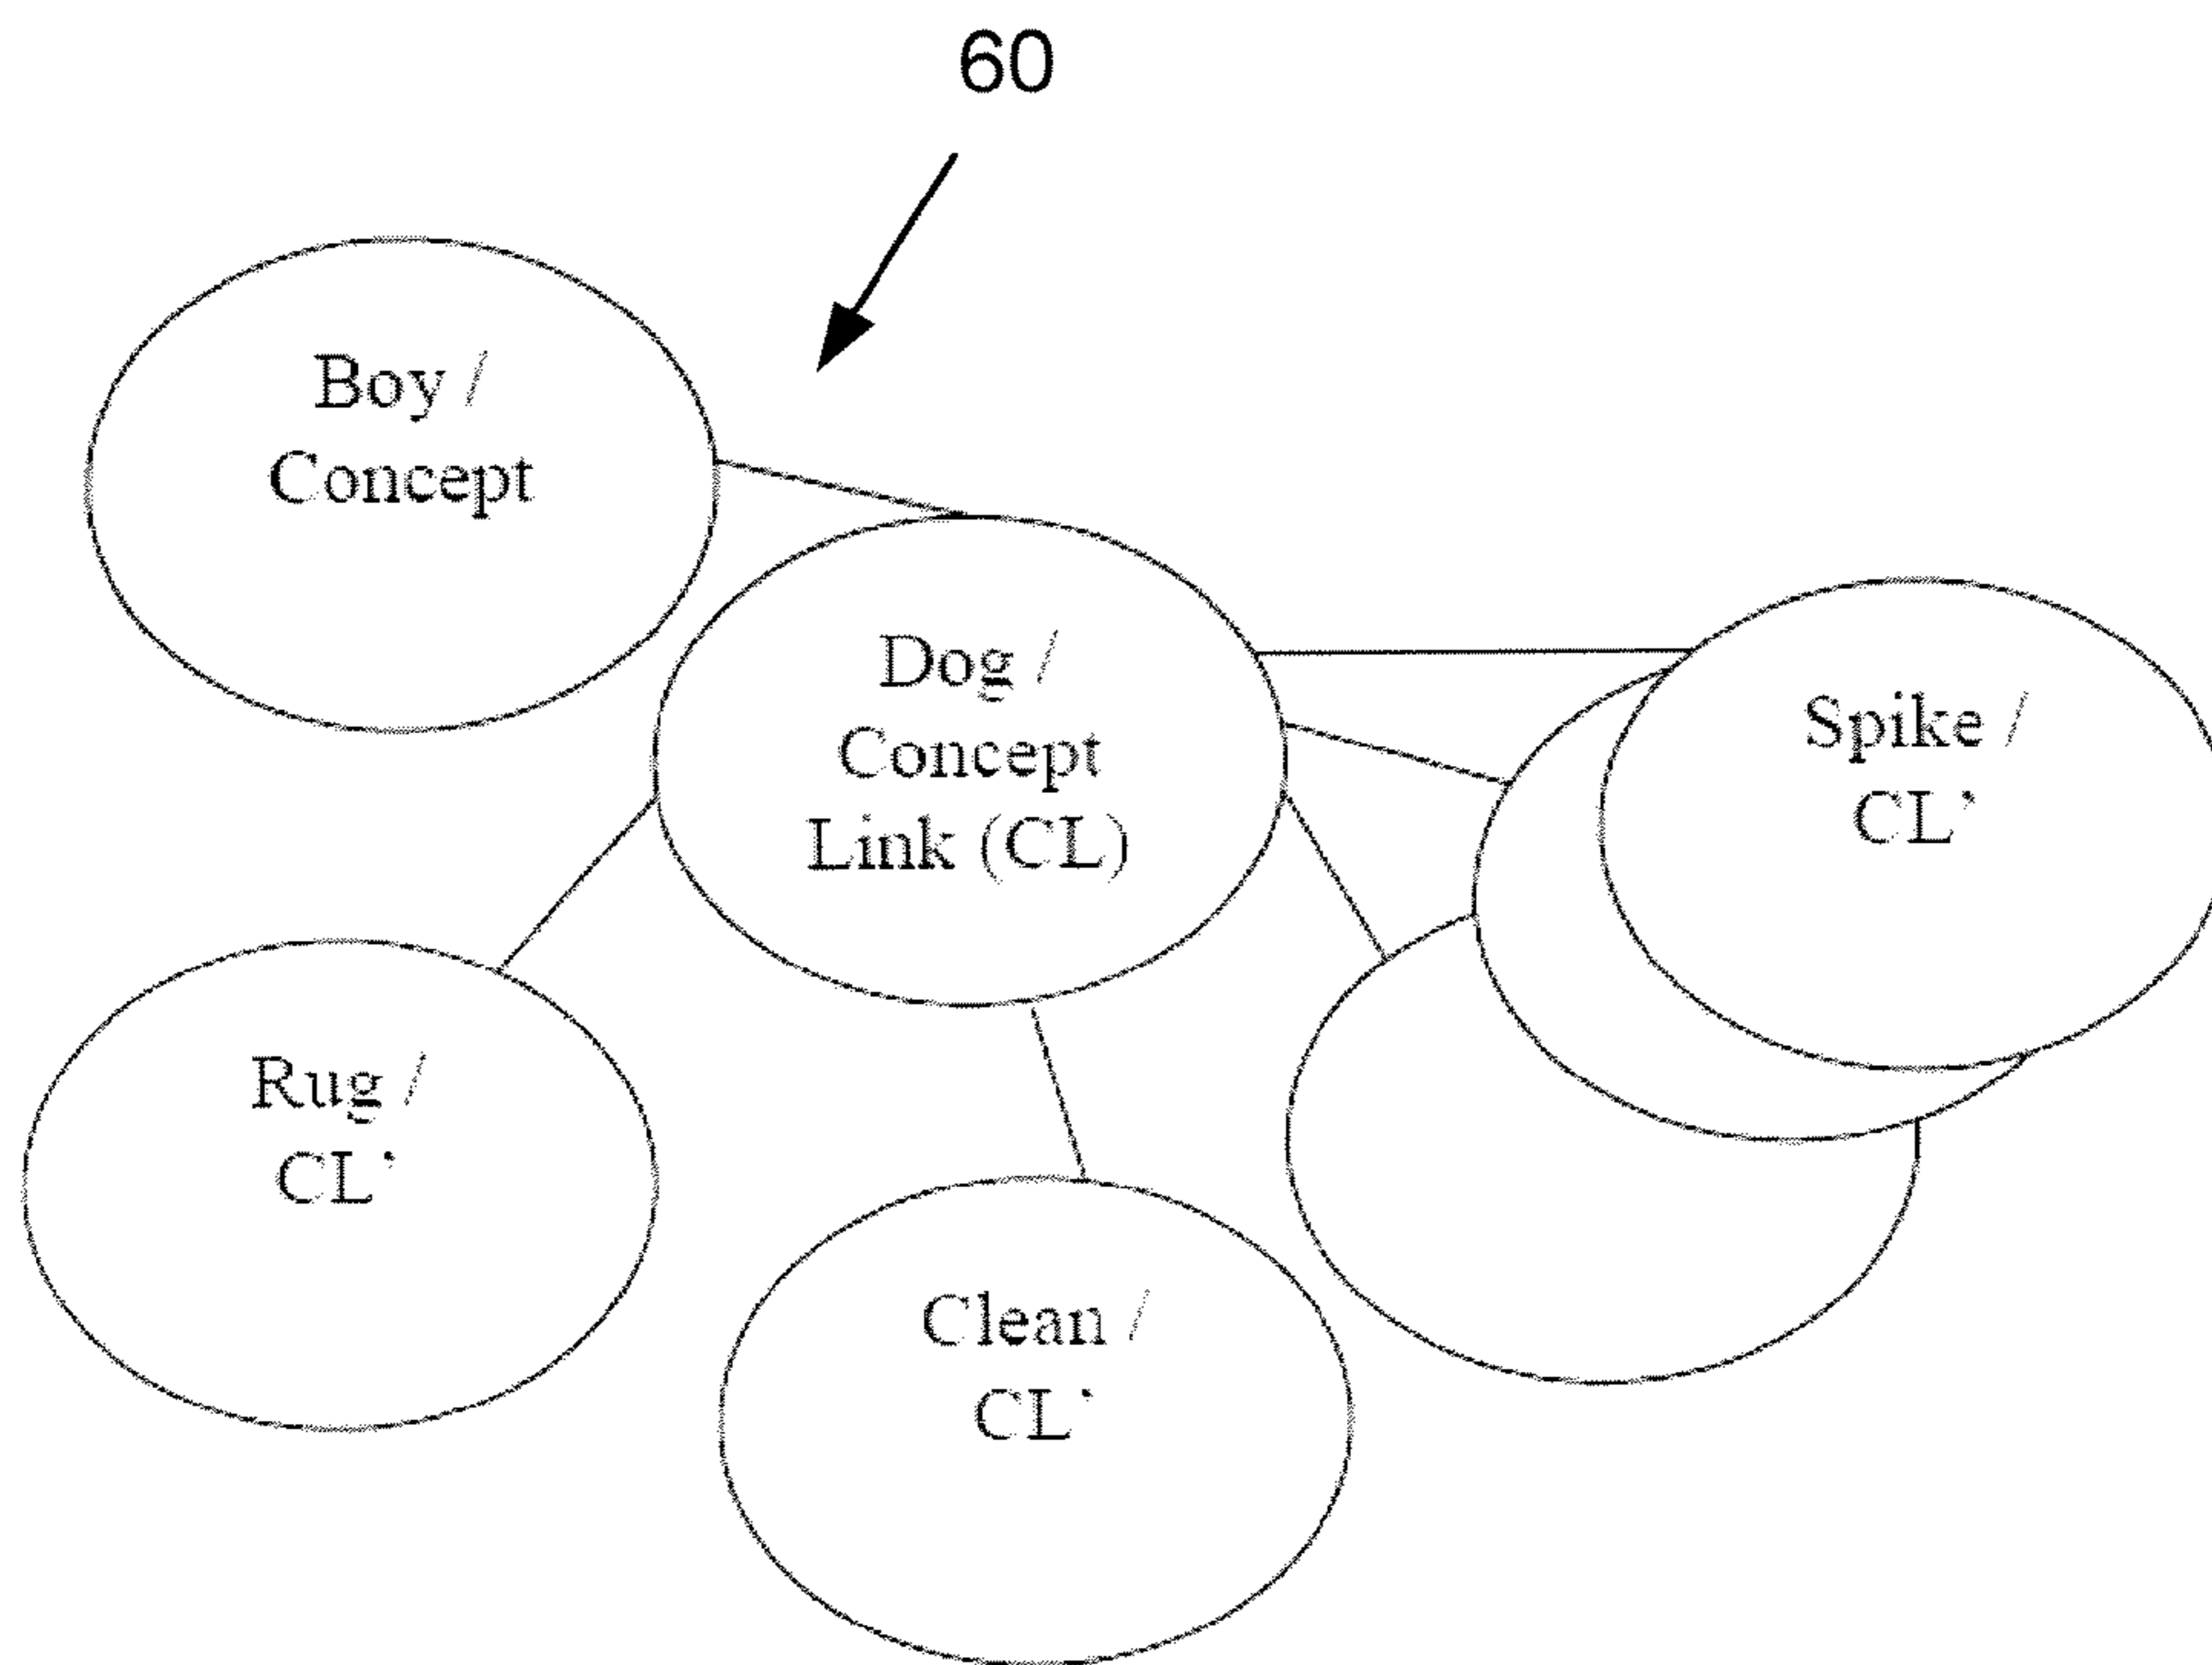 60
Boy /
Concept
Dog /
Concept
Link (CL)
Spike /
CL’
Rug /
CL’
Clean /
CL’